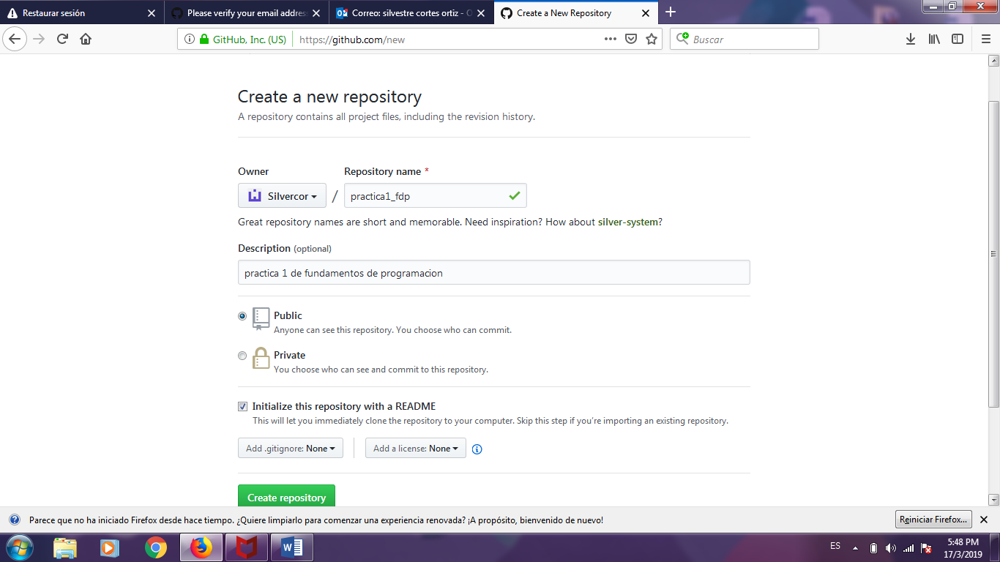 Restaurar sesión
Please verify your email addres
Correo: silvestre cortes ortiz - O
Create a New Repository
GitHub, Inc. (US)
https://github.com/new
Buscar
Create a new repository
A repository contains all project files, including the revision history.
Owner
Repository name *
Silvercor
/
practica1_fdp
Great repository names are short and memorable. Need inspiration? How about silver-system?
Description (optional)
practica 1 de fundamentos de programacion
Public
Anyone can see this repository. You choose who can commit.
Private
You choose who can see and commit to this repository.
Initialize this repository with a README
This will let you immediately clone the repository to your computer. Skip this step if you’re importing an existing repository.
Add .gitignore: None
Add a license: None
Create repository
Parece que no ha iniciado Firefox desde hace tiempo. ¿Quiere limpiarlo para comenzar una experiencia renovada? ¡A propósito, bienvenido de nuevo!
Reiniciar Firefox...
ES
5:48 PM
17/3/2019